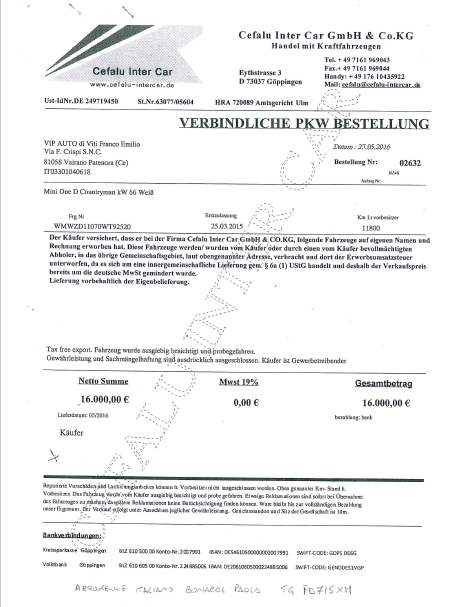 Cefalu Inter Car GmbH & Co.KG
Handel mit Kraftfahrzeugen
Cefalu Inter Car
www.cefalu-intercar.de
Eythstrasse 3
D 73037 Göppingen
Tel. + 49 7161 969043
Fax.+ 49 7161 969044
Handy: +49 176 10435922
Mail: cefalu@cefalu-intercar.de
Ust-IdNr.DE 249719450 St.Nr.63077/05604 HRA 720089 Amtsgericht Ulm
VERBINDLICHE PKW BESTELLUNG
VIP AUTO di Viti Franco Emilio
Via F. Crispi S.N.C.
81058 Vairano Patenora (Ca)
IT03301040618
Datum : 27.05.2016
Bestellung Nr: 02632
Auftrag Nr:
Mini One D Countryman kW 66 Weiß
Frg Nr Erstzulassung Km Lt vorbesitzer
WMWZD11070WT92520 25.03.2015 11800
Der Käufer versichert, dass er bei der Firma Cefalu Inter Car GmbH & CO.KG, folgende Fahrzeuge auf eigenen Namen und
Rechnung erworben hat. Diese Fahrzeuge werden/ wurden vom Käufer oder durch einen vom Käufer bevollmächtigten
Abholer, in das übrige Gemeinschaftsgebiet, laut obengenannter Adresse, verbracht und dort der Erwerbsumsatzsteuer
unterworfen, da es sich um eine innergemeinschaftliche Lieferung gem. § 6a (1) UStG handelt und deshalb der Verkaufspreis
bereits um die deutsche MwSt gemindert wurde.
Lieferung vorbehaltlich der Eigenbelieferung.
Tax free export. Fahrzeug wurde ausgiebig besichtigt und probegefahren.
Gewährleistung und Sachmängelhaftung sind ausdrücklich ausgeschlossen. Käufer ist Gewerbetreibender
Netto Summe Mwst 19% Gesamtbetrag
16.000,00 € 0,00 € 16.000,00 €
Lieferdatum: 05/2016 bezahlung: bank
Käufer
CEFALU INTER CAR
Reparierte Vorschäden und Lackierungsarbeiten können lt. Vorbesitzer nicht ausgeschlossen werden. Oben genannter Km- Stand lt.
Vorbesitzer. Das Fahrzeug wurde vom Käufer ausgiebig besichtigt und probe gefahren. Etwaige Reklamationen sind sofort bei Übernahme
des Fahrzeuges zu machen, da spätere Reklamationen keine Berücksichtigung finden können. Ware bleibt bis zur vollständigen Bezahlung
unser Eigentum. Der Verkauf erfolgt unter Ausschluss jeglicher Gewährleistung. Gerichtsstandort und Sitz der Gesellschaft ist Ulm.
Bankverbindungen:
Kreissparkasse Göppingen BLZ 610 500 00 Konto-Nr. 2007991 IBAN: DE54610500000002007991 SWIFT-CODE: GOPS DE6G
Volksbank Göppingen BLZ 610 605 00 Konto-Nr. 224885006 IBAN: DE20610605000224885006 SWIFT-CODE: GENODES1VGP
ITALIANO PAOLO TG FD715XH